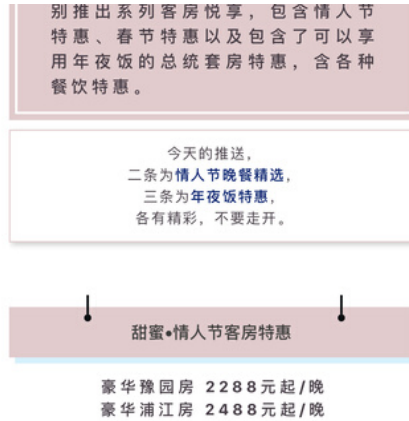 别推出系列客房悦享，包含情人节
特惠、春节特惠以及包含了可以享
用年夜饭的总统套房特惠，含各种
餐饮特惠。
今天的推送，
二条为情人节晚餐精选，
三条为年夜饭特惠，
各有精彩，不要走开。
甜蜜•情人节客房特惠
豪华豫园房 2288元起/晚
豪华浦江房 2488元起/晚